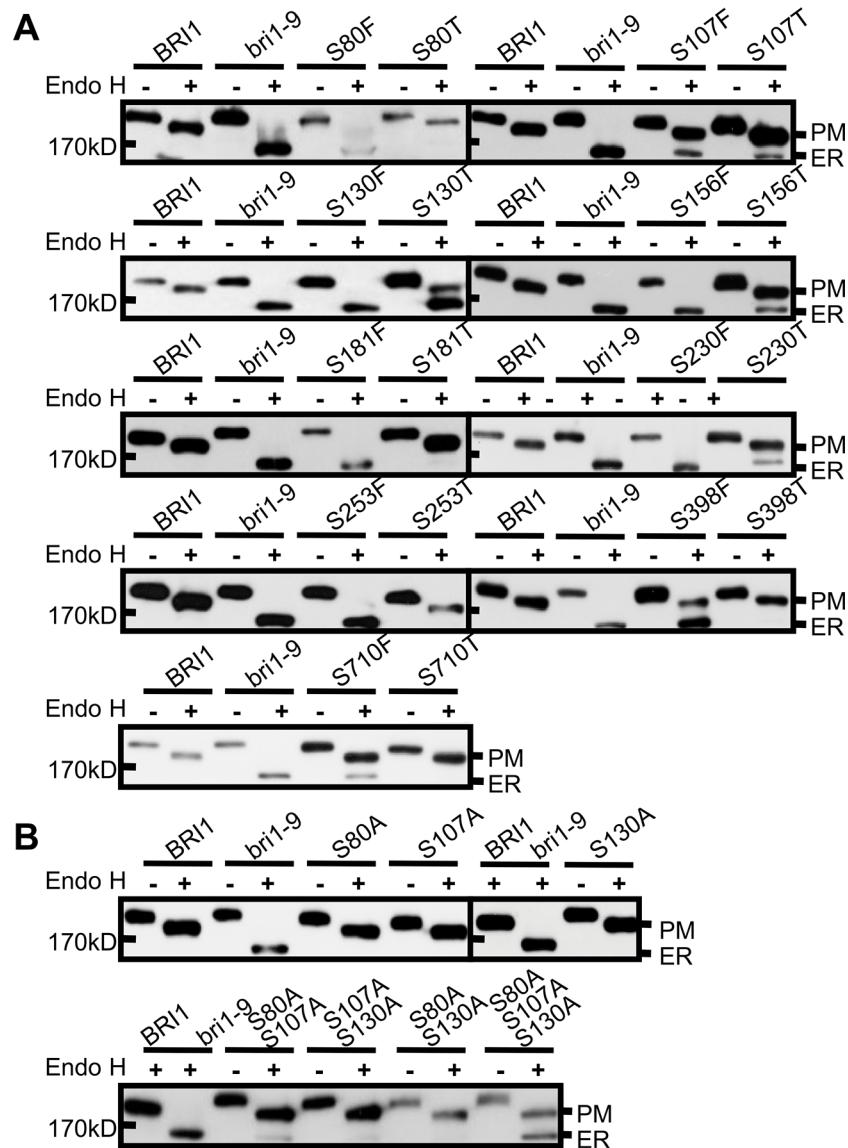 A
BRI1 bri1-9 S80F S80T BRI1 bri1-9 S107F S107T
Endo H - + - + - + - + - + - + - + - +
170kD PM
ER
BRI1 bri1-9 S130F S130T BRI1 bri1-9 S156F S156T
Endo H - + - + - + - + - + - + - + - +
170kD PM
ER
BRI1 bri1-9 S181F S181T BRI1 bri1-9 S230F S230T
Endo H - + - + - + - + - + - + - + - +
170kD PM
ER
BRI1 bri1-9 S253F S253T BRI1 bri1-9 S398F S398T
Endo H - + - + - + - + - + - + - + - +
170kD PM
ER
BRI1 bri1-9 S710F S710T
Endo H - + - + - + - +
170kD PM
ER
B
BRI1 bri1-9 S80A S107A BRI1 bri1-9 S130A
Endo H - + - + - + - + + + - +
170kD PM
ER
BRI1 bri1-9 S80A S107A S107A S130A S80A S130A S80A S107A S130A
Endo H + + - + - + - + - +
170kD PM
ER